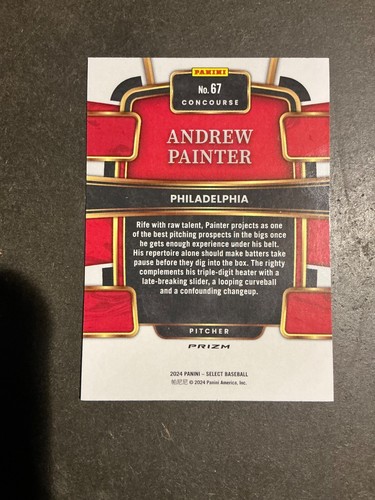 PANINI
No. 67
CONCOURSE
ANDREW
PAINTER
PHILADELPHIA
Rife with raw talent, Painter projects as one
of the best pitching prospects in the bigs once
he gets enough experience under his belt.
His repertoire alone should make batters take
pause before they dig into the box. The righty
complements his triple-digit heater with a
late-breaking slider, a looping curveball
and a confounding changeup.
PITCHER
PRIZM
2024 PANINI – SELECT BASEBALL
帕尼尼 © 2024 Panini America, Inc.